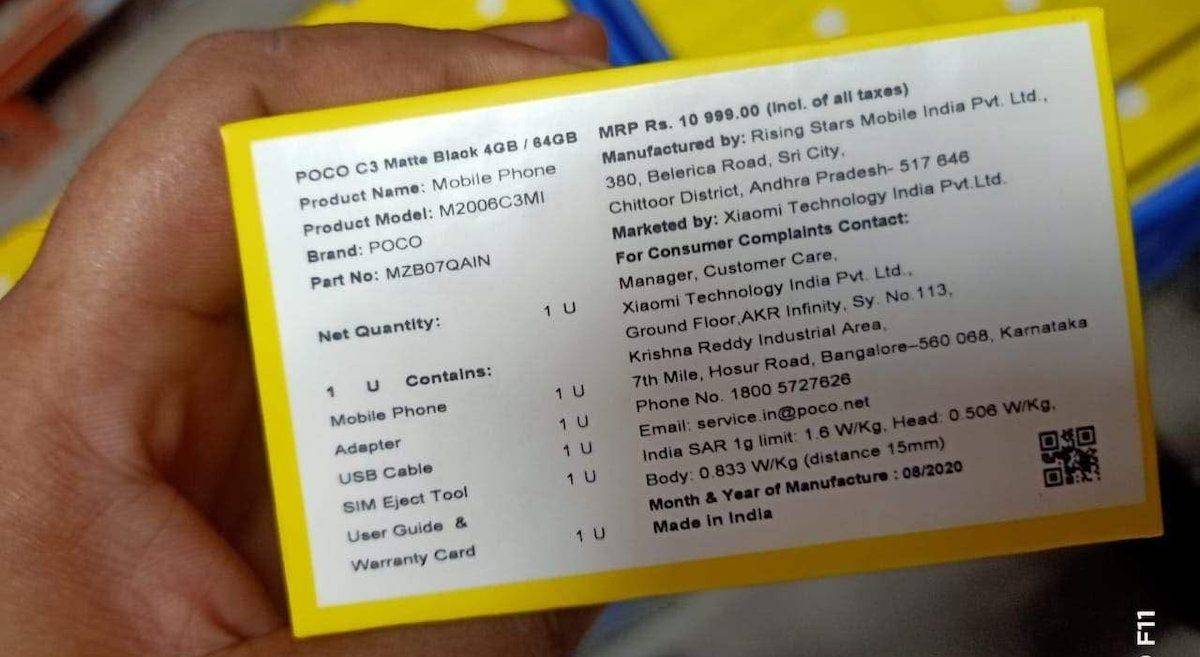 POCO C3 Matte Black 4GB / 64GB
Product Name: Mobile Phone
Product Model: M2006C3MI
Brand: POCO
Part No: MZB07QAIN
Net Quantity: 1 U
1 U Contains:
Mobile Phone 1 U
Adapter 1 U
USB Cable 1 U
SIM Eject Tool 1 U
User Guide &
Warranty Card 1 U
MRP Rs. 10 999.00 (Incl. of all taxes)
Manufactured by: Rising Stars Mobile India Pvt. Ltd.,
380, Belerica Road, Sri City,
Chittoor District, Andhra Pradesh- 517 646
Marketed by: Xiaomi Technology India Pvt.Ltd.
For Consumer Complaints Contact:
Manager, Customer Care,
Xiaomi Technology India Pvt. Ltd.,
Ground Floor,AKR Infinity, Sy. No.113,
Krishna Reddy Industrial Area,
7th Mile, Hosur Road, Bangalore–560 068, Karnataka
Phone No. 1800 5727626
Email: service.in@poco.net
India SAR 1g limit: 1.6 W/Kg, Head: 0.506 W/Kg,
Body: 0.833 W/Kg (distance 15mm)
Month & Year of Manufacture : 08/2020
Made in India
F11